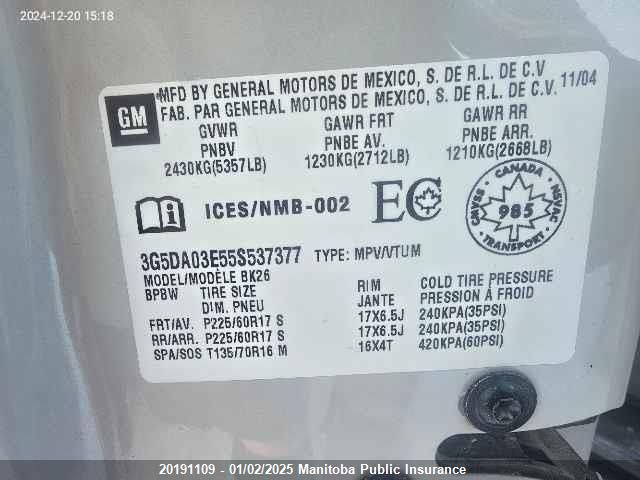 2024-12-20 15:18
MFD BY GENERAL MOTORS DE MEXICO, S. DE R.L. DE C.V
FAB. PAR GENERAL MOTORS DE MEXICO, S. DE R.L. DE C.V. 11/04
GM
GVWR GAWR FRT GAWR RR
PNBV PNBE AV. PNBE ARR.
2430KG(5357LB) 1230KG(2712LB) 1210KG(2668LB)
i ICES/NMB-002 EC
CANADA
CMVSS 985 NSVAC
TRANSPORT
3G5DA03E55S537377 TYPE: MPV/VTUM
MODEL/MODÈLE BK26
BPBW TIRE SIZE RIM COLD TIRE PRESSURE
DIM. PNEU JANTE PRESSION À FROID
FRT/AV. P225/60R17 S 17X6.5J 240KPA(35PSI)
RR/ARR. P225/60R17 S 17X6.5J 240KPA(35PSI)
SPA/SOS T135/70R16 M 16X4T 420KPA(60PSI)
20191109 - 01/02/2025 Manitoba Public Insurance